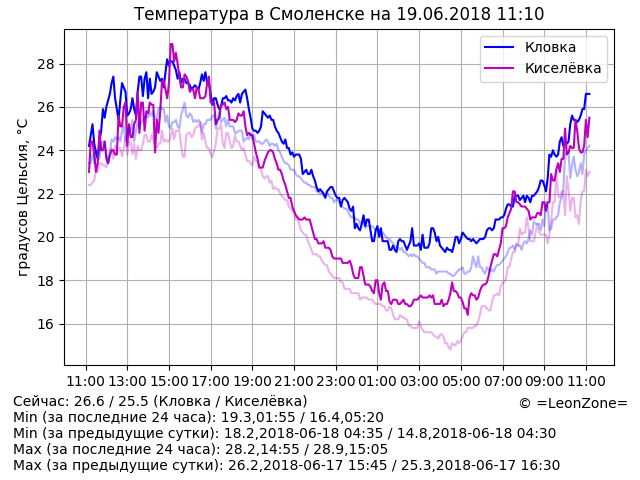 Температура в Смоленске на 19.06.2018 11:10
Кловка
Киселёвка
градусов Цельсия, °C
28
26
24
22
20
18
16
11:00 13:00 15:00 17:00 19:00 21:00 23:00 01:00 03:00 05:00 07:00 09:00 11:00
Сейчас: 26.6 / 25.5 (Кловка / Киселёвка)
© =LeonZone=
Min (за последние 24 часа): 19.3,01:55 / 16.4,05:20
Min (за предыдущие сутки): 18.2,2018-06-18 04:35 / 14.8,2018-06-18 04:30
Max (за последние 24 часа): 28.2,14:55 / 28.9,15:05
Max (за предыдущие сутки): 26.2,2018-06-17 15:45 / 25.3,2018-06-17 16:30